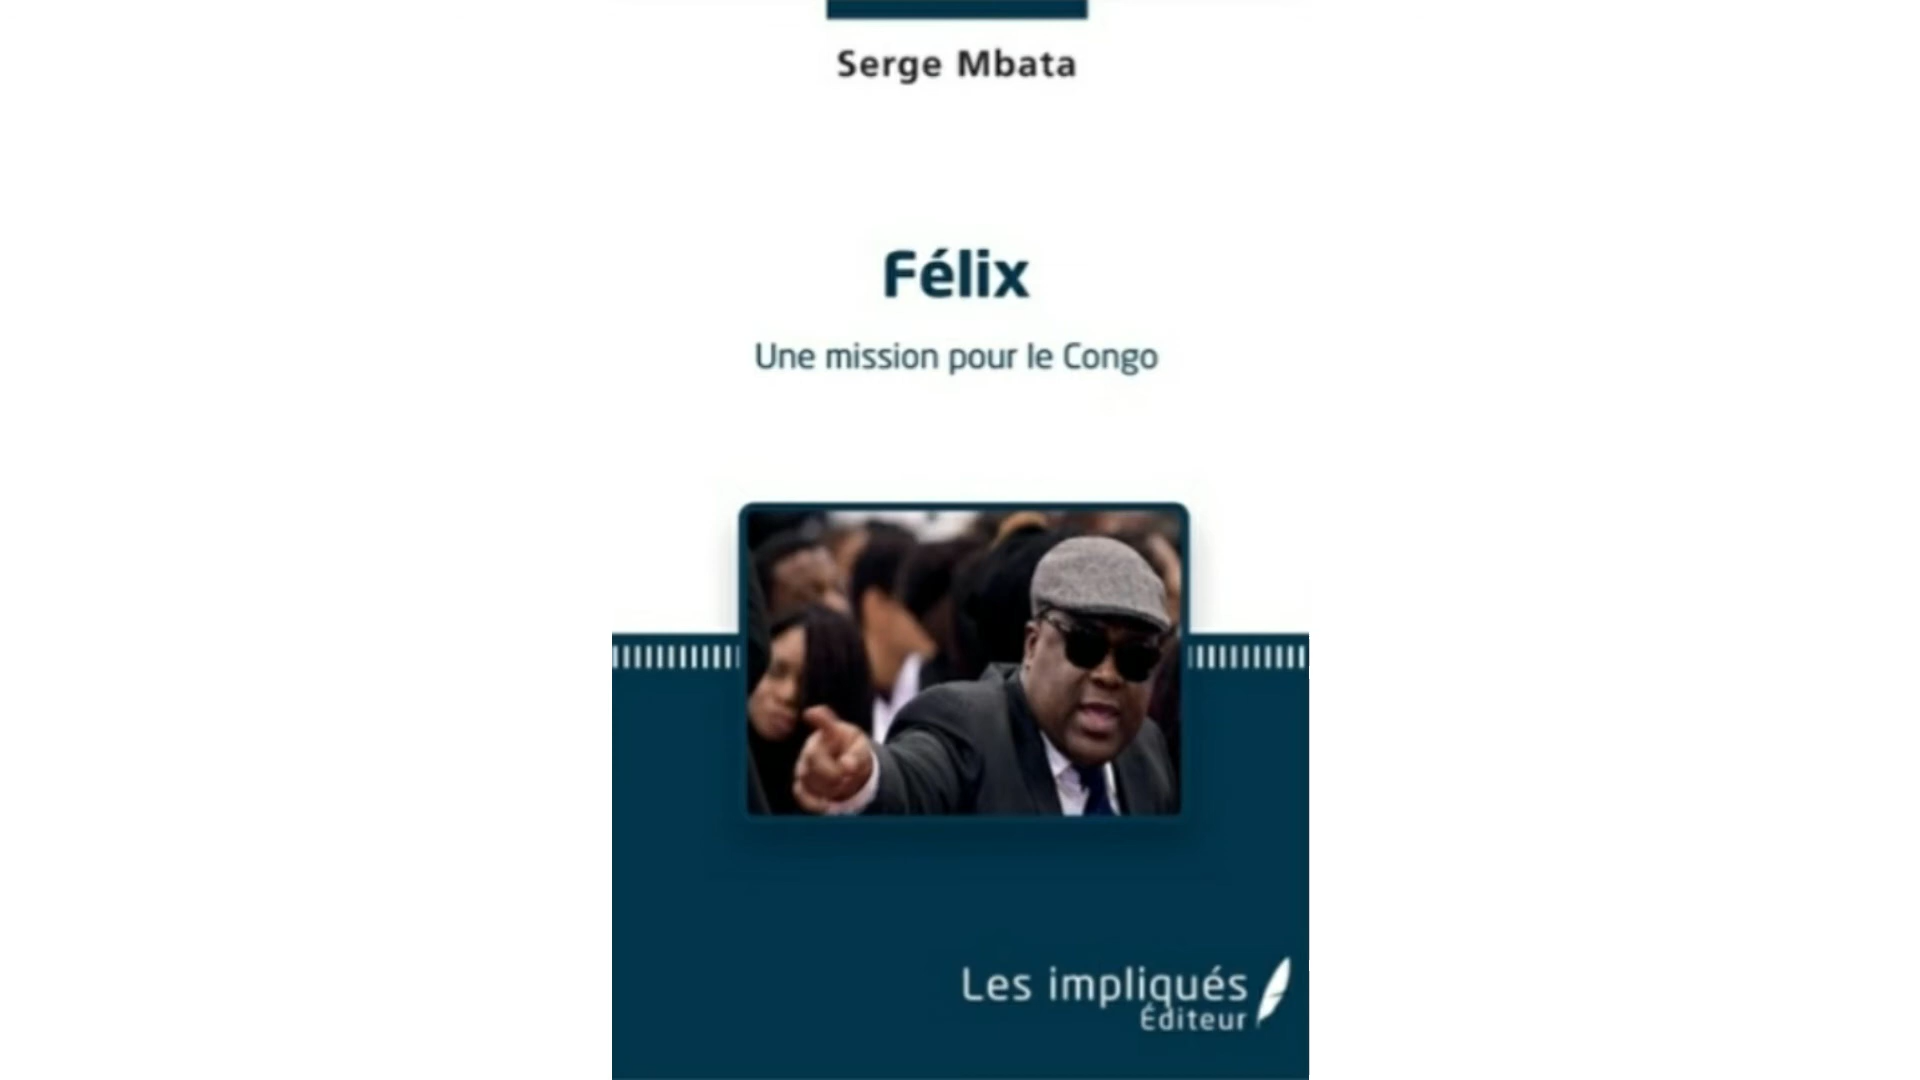 Serge Mbata
Félix
Une mission pour le Congo
Les impliqués
Éditeur